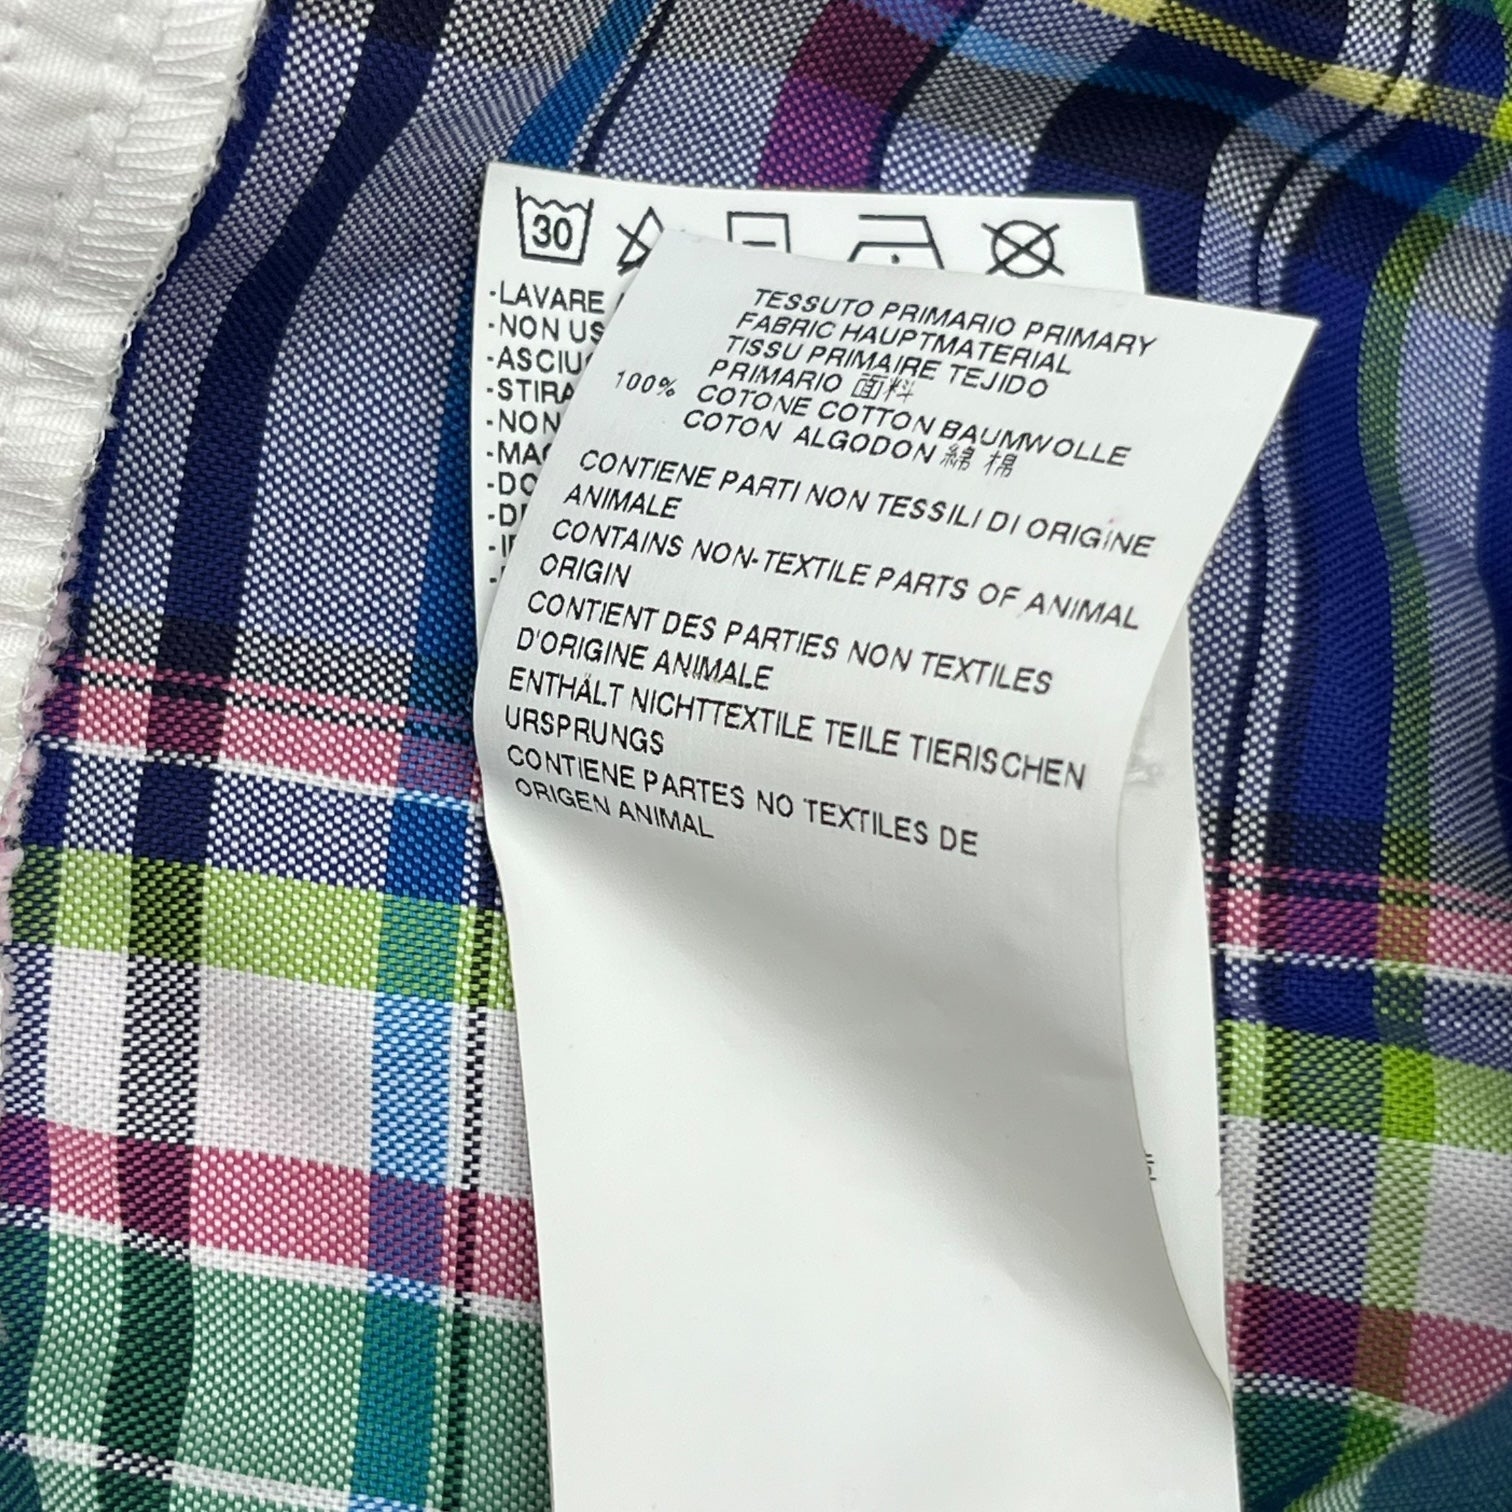 30
-LAVARE
-NON US
-ASCIU
-STIRA
-NON
-MA
-DO
TESSUTO PRIMARIO PRIMARY
FABRIC HAUPTMATERIAL
TISSU PRIMAIRE TEJIDO
PRIMARIO 面料
100% COTONE COTTON BAUMWOLLE
COTON ALGODON 綿 棉
CONTIENE PARTI NON TESSILI DI ORIGINE
ANIMALE
CONTAINS NON-TEXTILE PARTS OF ANIMAL
ORIGIN
CONTIENT DES PARTIES NON TEXTILES
D'ORIGINE ANIMALE
ENTHÄLT NICHTTEXTILE TEILE TIERISCHEN
URSPRUNGS
CONTIENE PARTES NO TEXTILES DE
ORIGEN ANIMAL